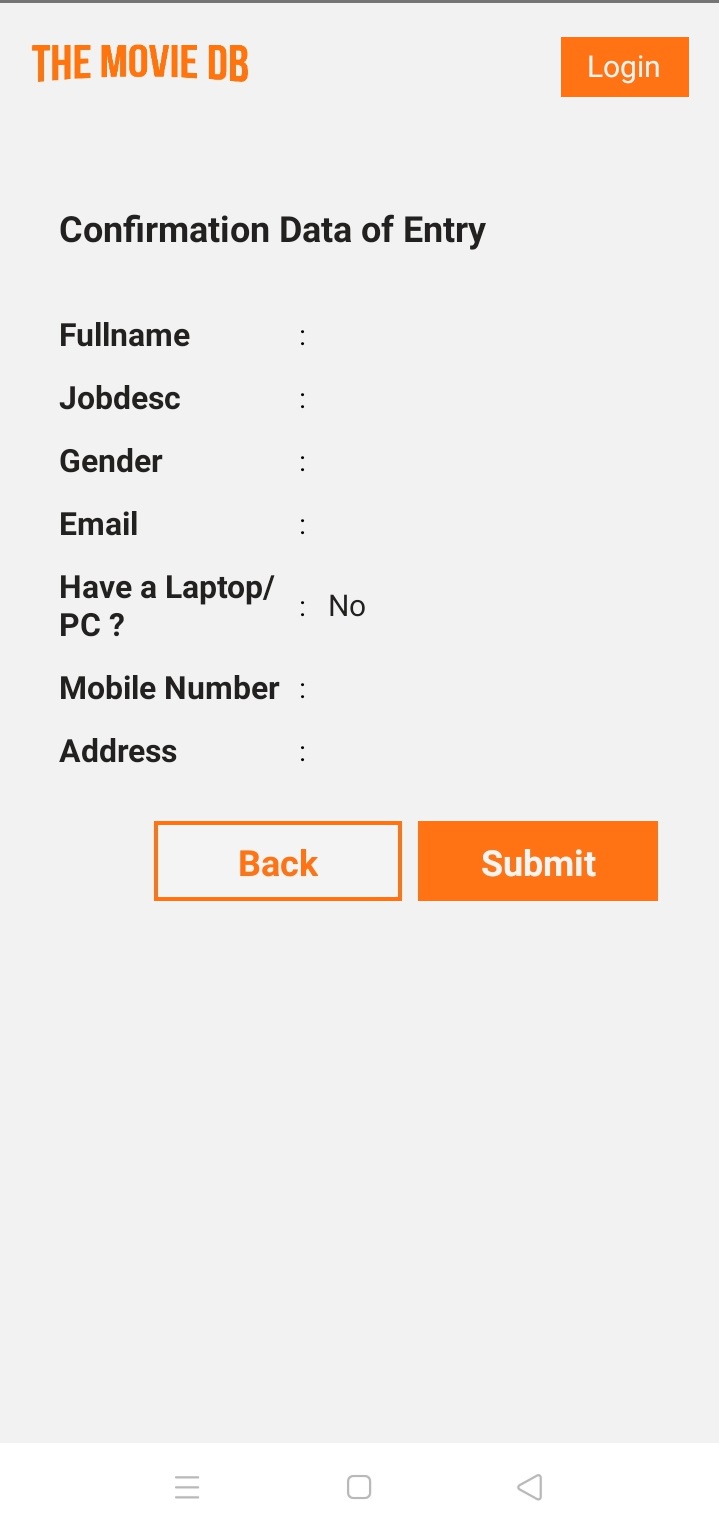 THE MOVIE DB
Login
Confirmation Data of Entry
Fullname :
Jobdesc :
Gender :
Email :
Have a Laptop/
PC ? : No
Mobile Number :
Address :
Back
Submit